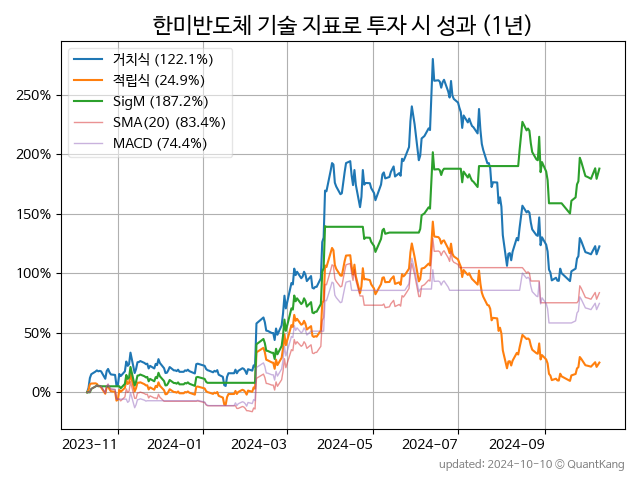 한미반도체 기술 지표로 투자 시 성과 (1년)
거치식 (122.1%)
적립식 (24.9%)
SigM (187.2%)
SMA(20) (83.4%)
MACD (74.4%)
250%
200%
150%
100%
50%
0%
2023-11 2024-01 2024-03 2024-05 2024-07 2024-09
updated: 2024-10-10 © QuantKang